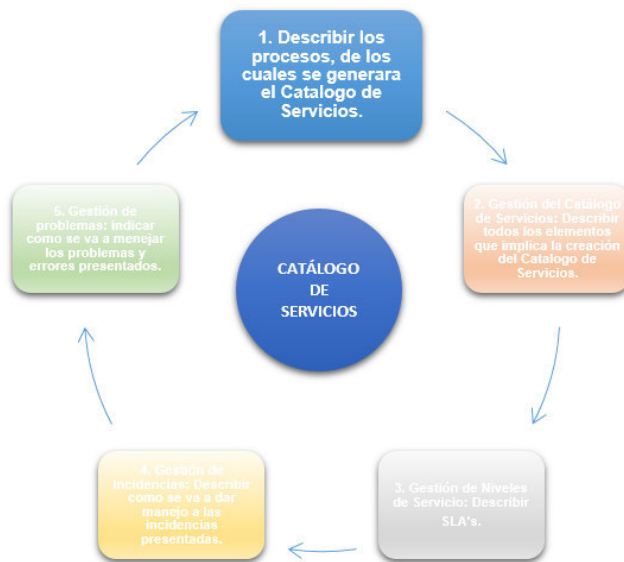 1. Describir los
procesos, de los
cuales se generara
el Catalogo de
Servicios.
2. Gestión del Catálogo
de Servicios: Describir
todos los elementos
que implica la creación
del Catalogo de
Servicios.
3. Gestión de Niveles
de Servicio: Describir
SLA's.
4. Gestión de
incidencias: Describir
como se va a dar
manejo a las
incidencias
presentadas.
5. Gestión de
problemas: indicar
como se va a menejar
los problemas y
errores presentados.
CATÁLOGO
DE
SERVICIOS